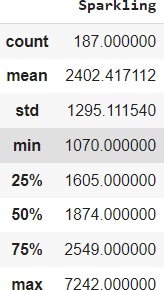 Sparkling
count 187.000000
mean 2402.417112
std 1295.111540
min 1070.000000
25% 1605.000000
50% 1874.000000
75% 2549.000000
max 7242.000000